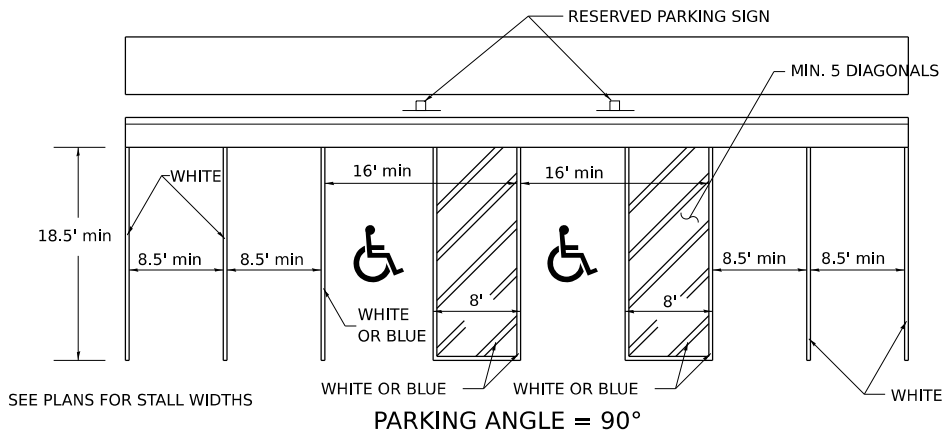 RESERVED PARKING SIGN
MIN. 5 DIAGONALS
16' min
16' min
WHITE
18.5' min
8.5' min
8.5' min
8.5' min
8.5' min
8'
8'
WHITE
OR BLUE
WHITE OR BLUE
WHITE OR BLUE
WHITE
SEE PLANS FOR STALL WIDTHS
PARKING ANGLE = 90°